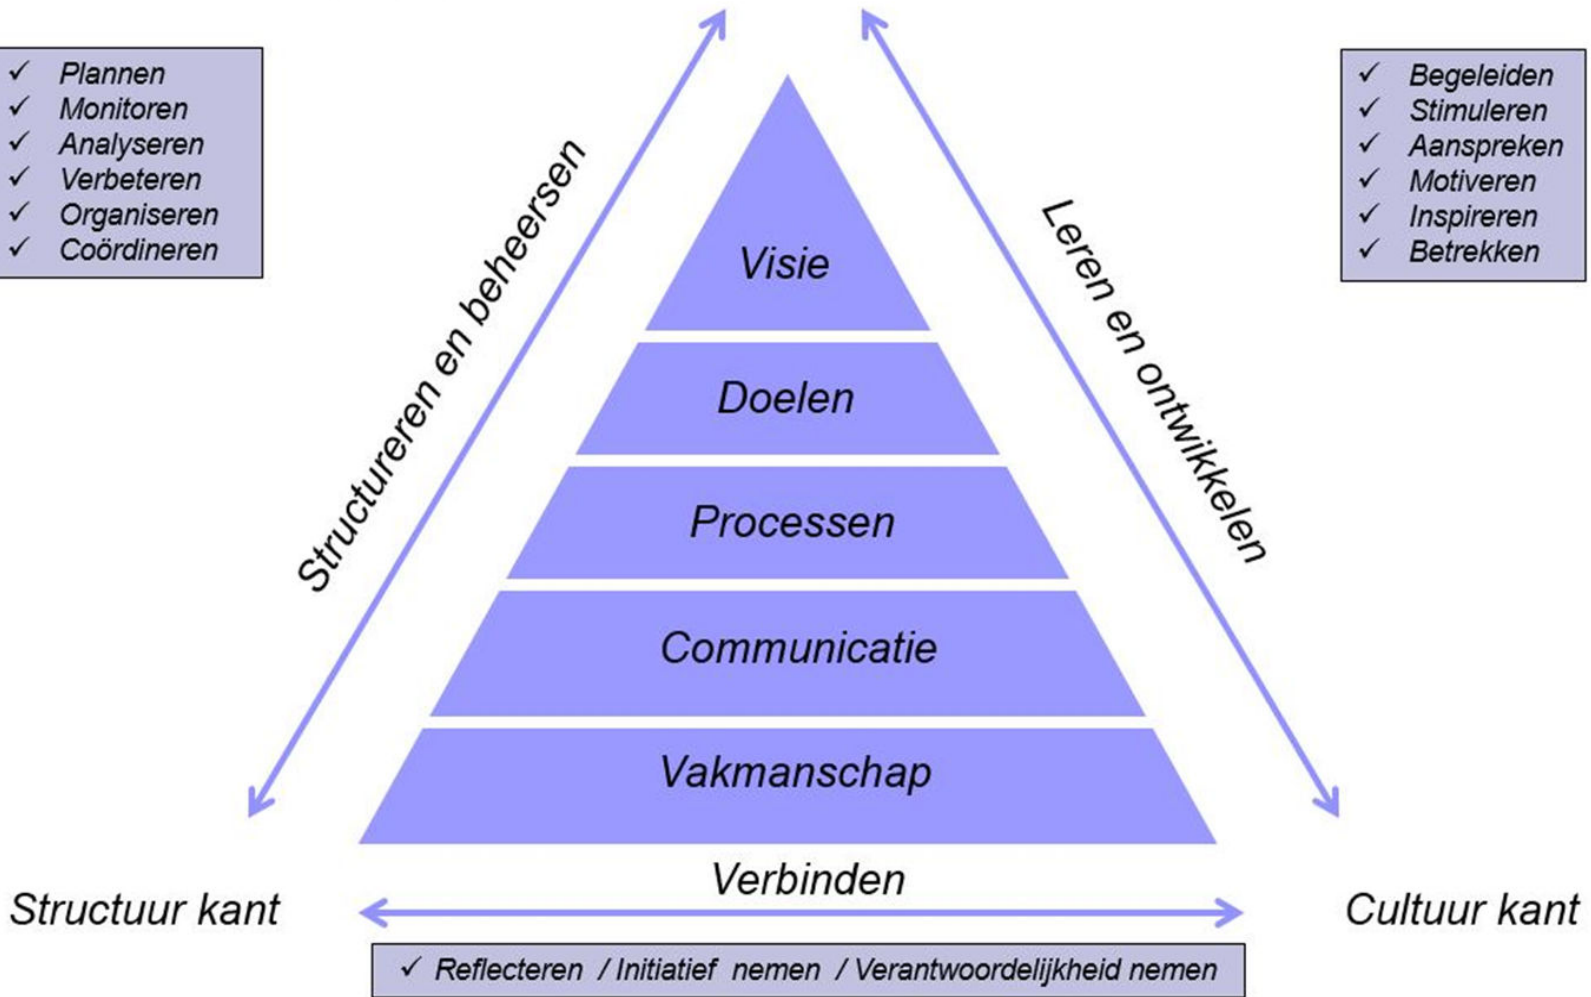 ✓ Plannen
✓ Monitoren
✓ Analyseren
✓ Verbeteren
✓ Organiseren
✓ Coördineren
Structureren en beheersen
Visie
Doelen
Processen
Communicatie
Vakmanschap
Leren en ontwikkelen
✓ Begeleiden
✓ Stimuleren
✓ Aanspreken
✓ Motiveren
✓ Inspireren
✓ Betrekken
Structuur kant
Verbinden
Cultuur kant
✓ Reflecteren / Initiatief nemen / Verantwoordelijkheid nemen